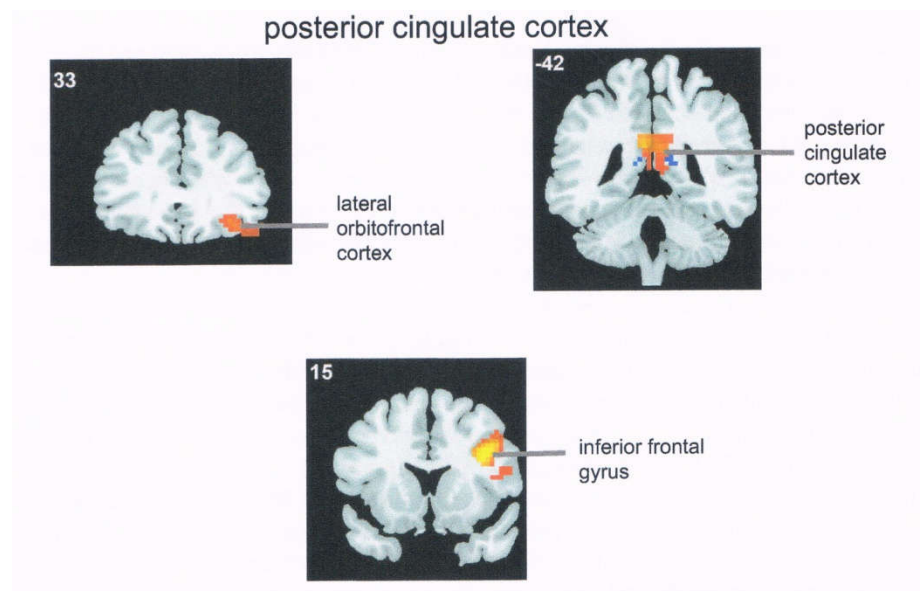 posterior cingulate cortex
33
lateral
orbitofrontal
cortex
-42
posterior
cingulate
cortex
15
inferior frontal
gyrus